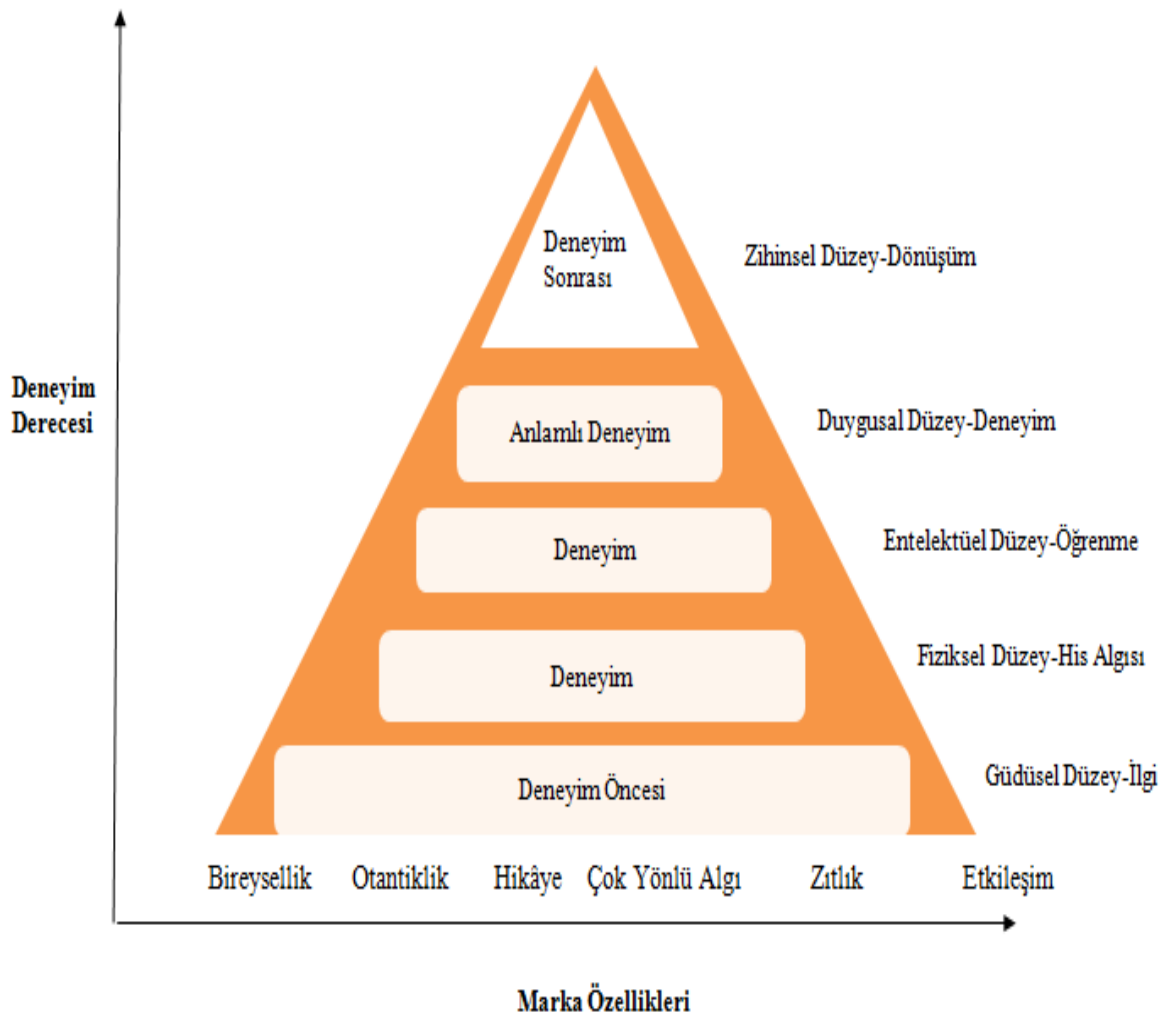 Deneyim
Sonrası
Zihinsel Düzey-Dönüşüm
Deneyim
Derecesi
Anlamlı Deneyim
Duygusal Düzey-Deneyim
Deneyim
Entelektüel Düzey-Öğrenme
Deneyim
Fiziksel Düzey-His Algısı
Deneyim Öncesi
Güdüsel Düzey-İlgi
Bireysellik Otantiklik Hikâye Çok Yönlü Algı Zıtlık Etkileşim
Marka Özellikleri